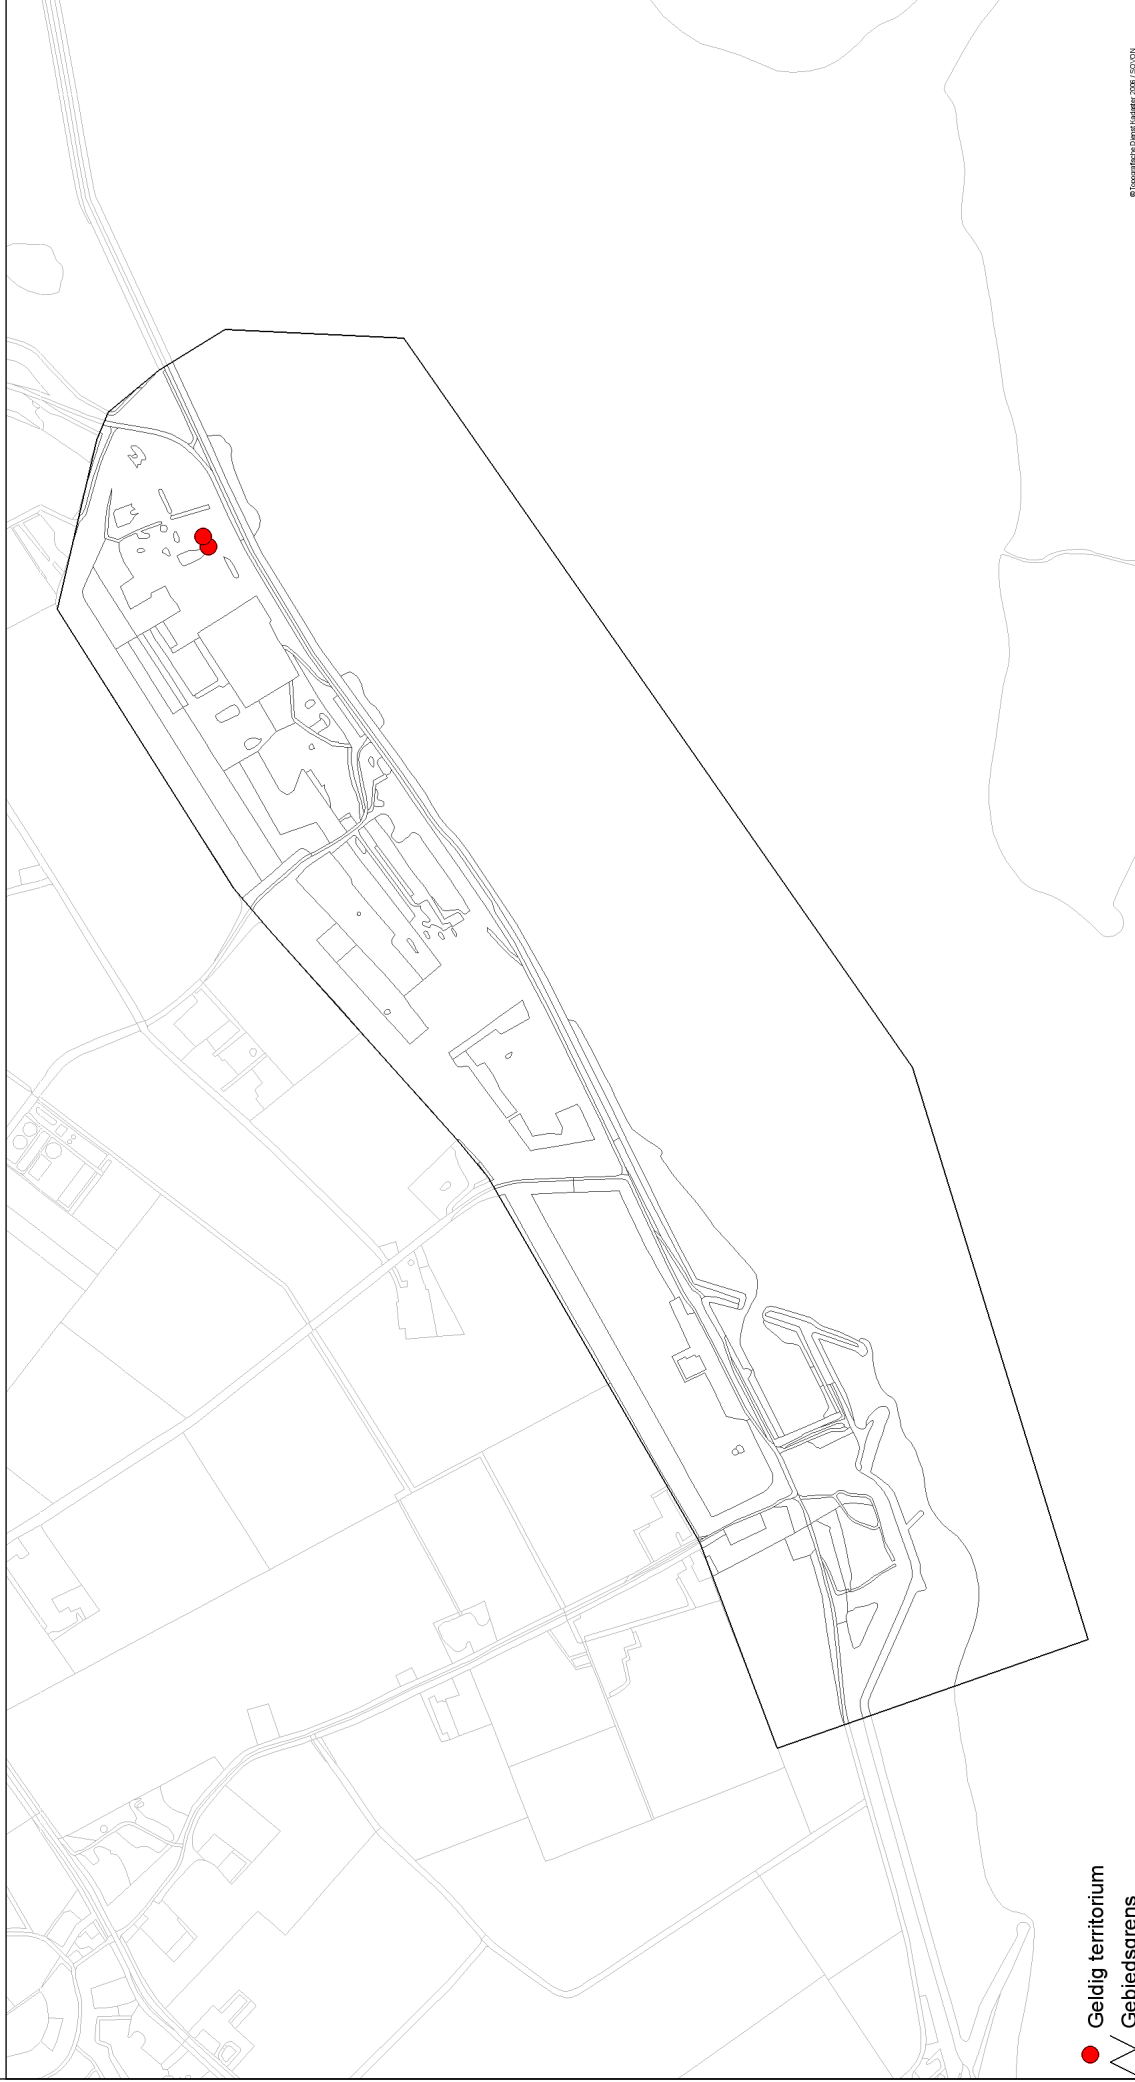 Geldig territorium
Gebiedsgrens
© Topografische Dienst Kadaster 2006 / SOVON